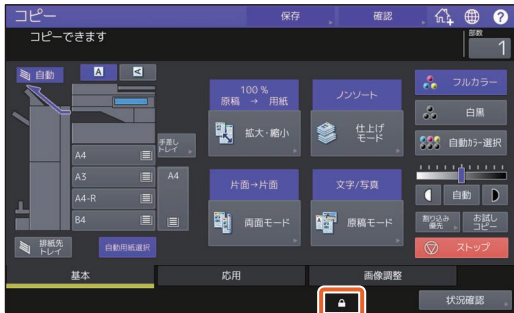 コピー
保存
確認
?
コピーできます
部数
1
自動
A
A
100 %
原稿 → 用紙
ノンソート
フルカラー
拡大・縮小
仕上げ
モード
白黒
手差し
トレイ
自動ｶﾗｰ選択
A4
A3
A4
A4-R
B4
片面→片面
文字/写真
自動
両面モード
原稿モード
割り込み
優先
お試し
コピー
排紙先
トレイ
自動用紙選択
ストップ
基本
応用
画像調整
状況確認